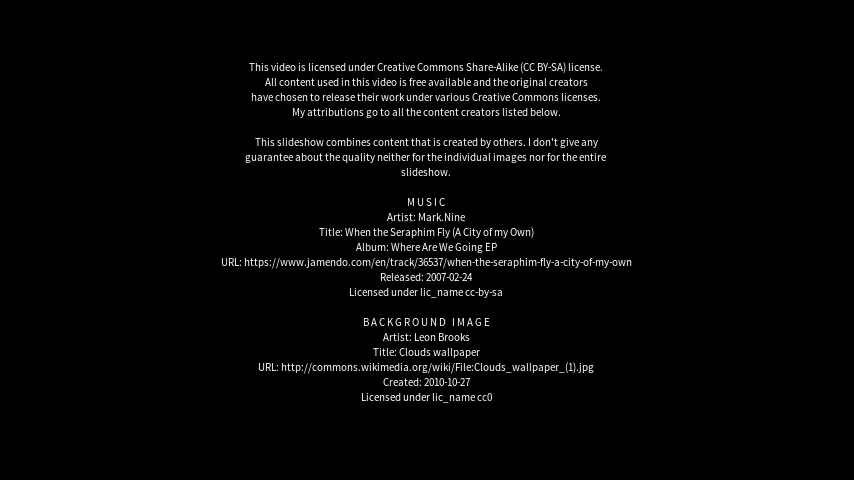 This video is licensed under Creative Commons Share-Alike (CC BY-SA) license.
All content used in this video is free available and the original creators
have chosen to release their work under various Creative Commons licenses.
My attributions go to all the content creators listed below.
This slideshow combines content that is created by others. I don't give any
guarantee about the quality neither for the individual images nor for the entire
slideshow.
MUSIC
Artist: Mark.Nine
Title: When the Seraphim Fly (A City of my Own)
Album: Where Are We Going EP
URL: https://www.jamendo.com/en/track/36537/when-the-seraphim-fly-a-city-of-my-own
Released: 2007-02-24
Licensed under lic_name cc-by-sa
BACKGROUND IMAGE
Artist: Leon Brooks
Title: Clouds wallpaper
URL: http://commons.wikimedia.org/wiki/File:Clouds_wallpaper_(1).jpg
Created: 2010-10-27
Licensed under lic_name cc0